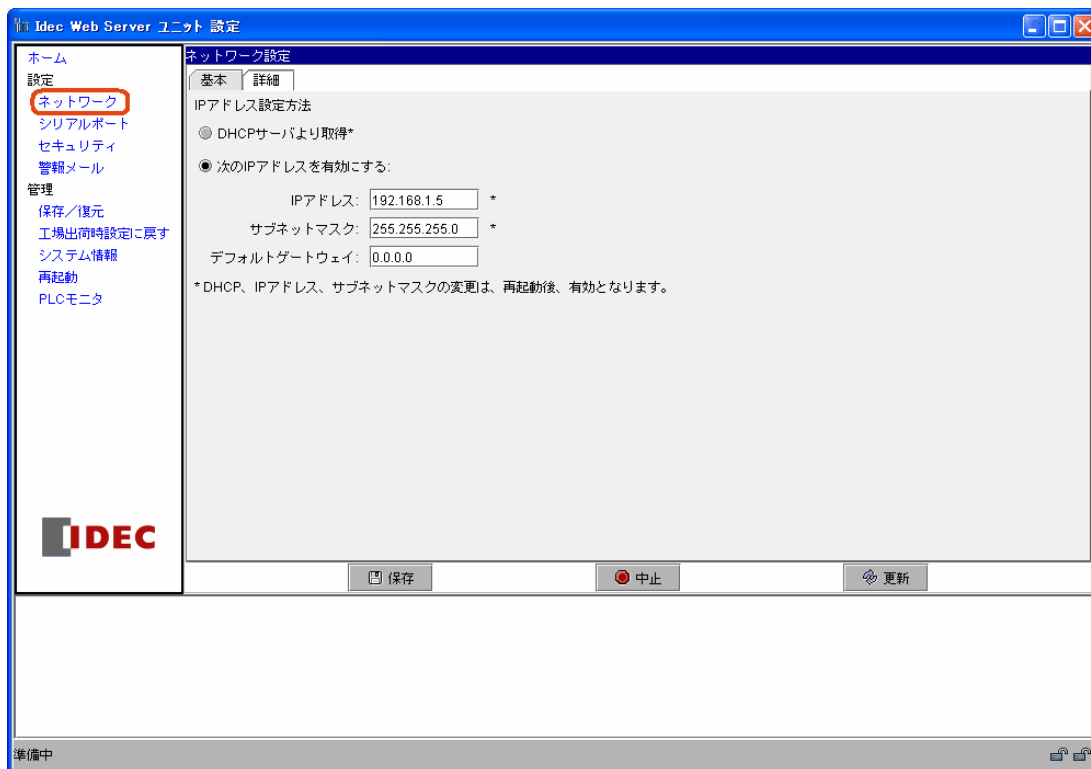 Idec Web Server ユニット 設定
ホーム
設定
ネットワーク
シリアルポート
セキュリティ
警報メール
管理
保存／復元
工場出荷時設定に戻す
システム情報
再起動
PLCモニタ
IDEC
ネットワーク設定
基本 詳細
IPアドレス設定方法
DHCPサーバより取得*
次のIPアドレスを有効にする:
IPアドレス: 192.168.1.5 *
サブネットマスク: 255.255.255.0 *
デフォルトゲートウェイ: 0.0.0.0
*DHCP、IPアドレス、サブネットマスクの変更は、再起動後、有効となります。
保存 中止 更新
準備中